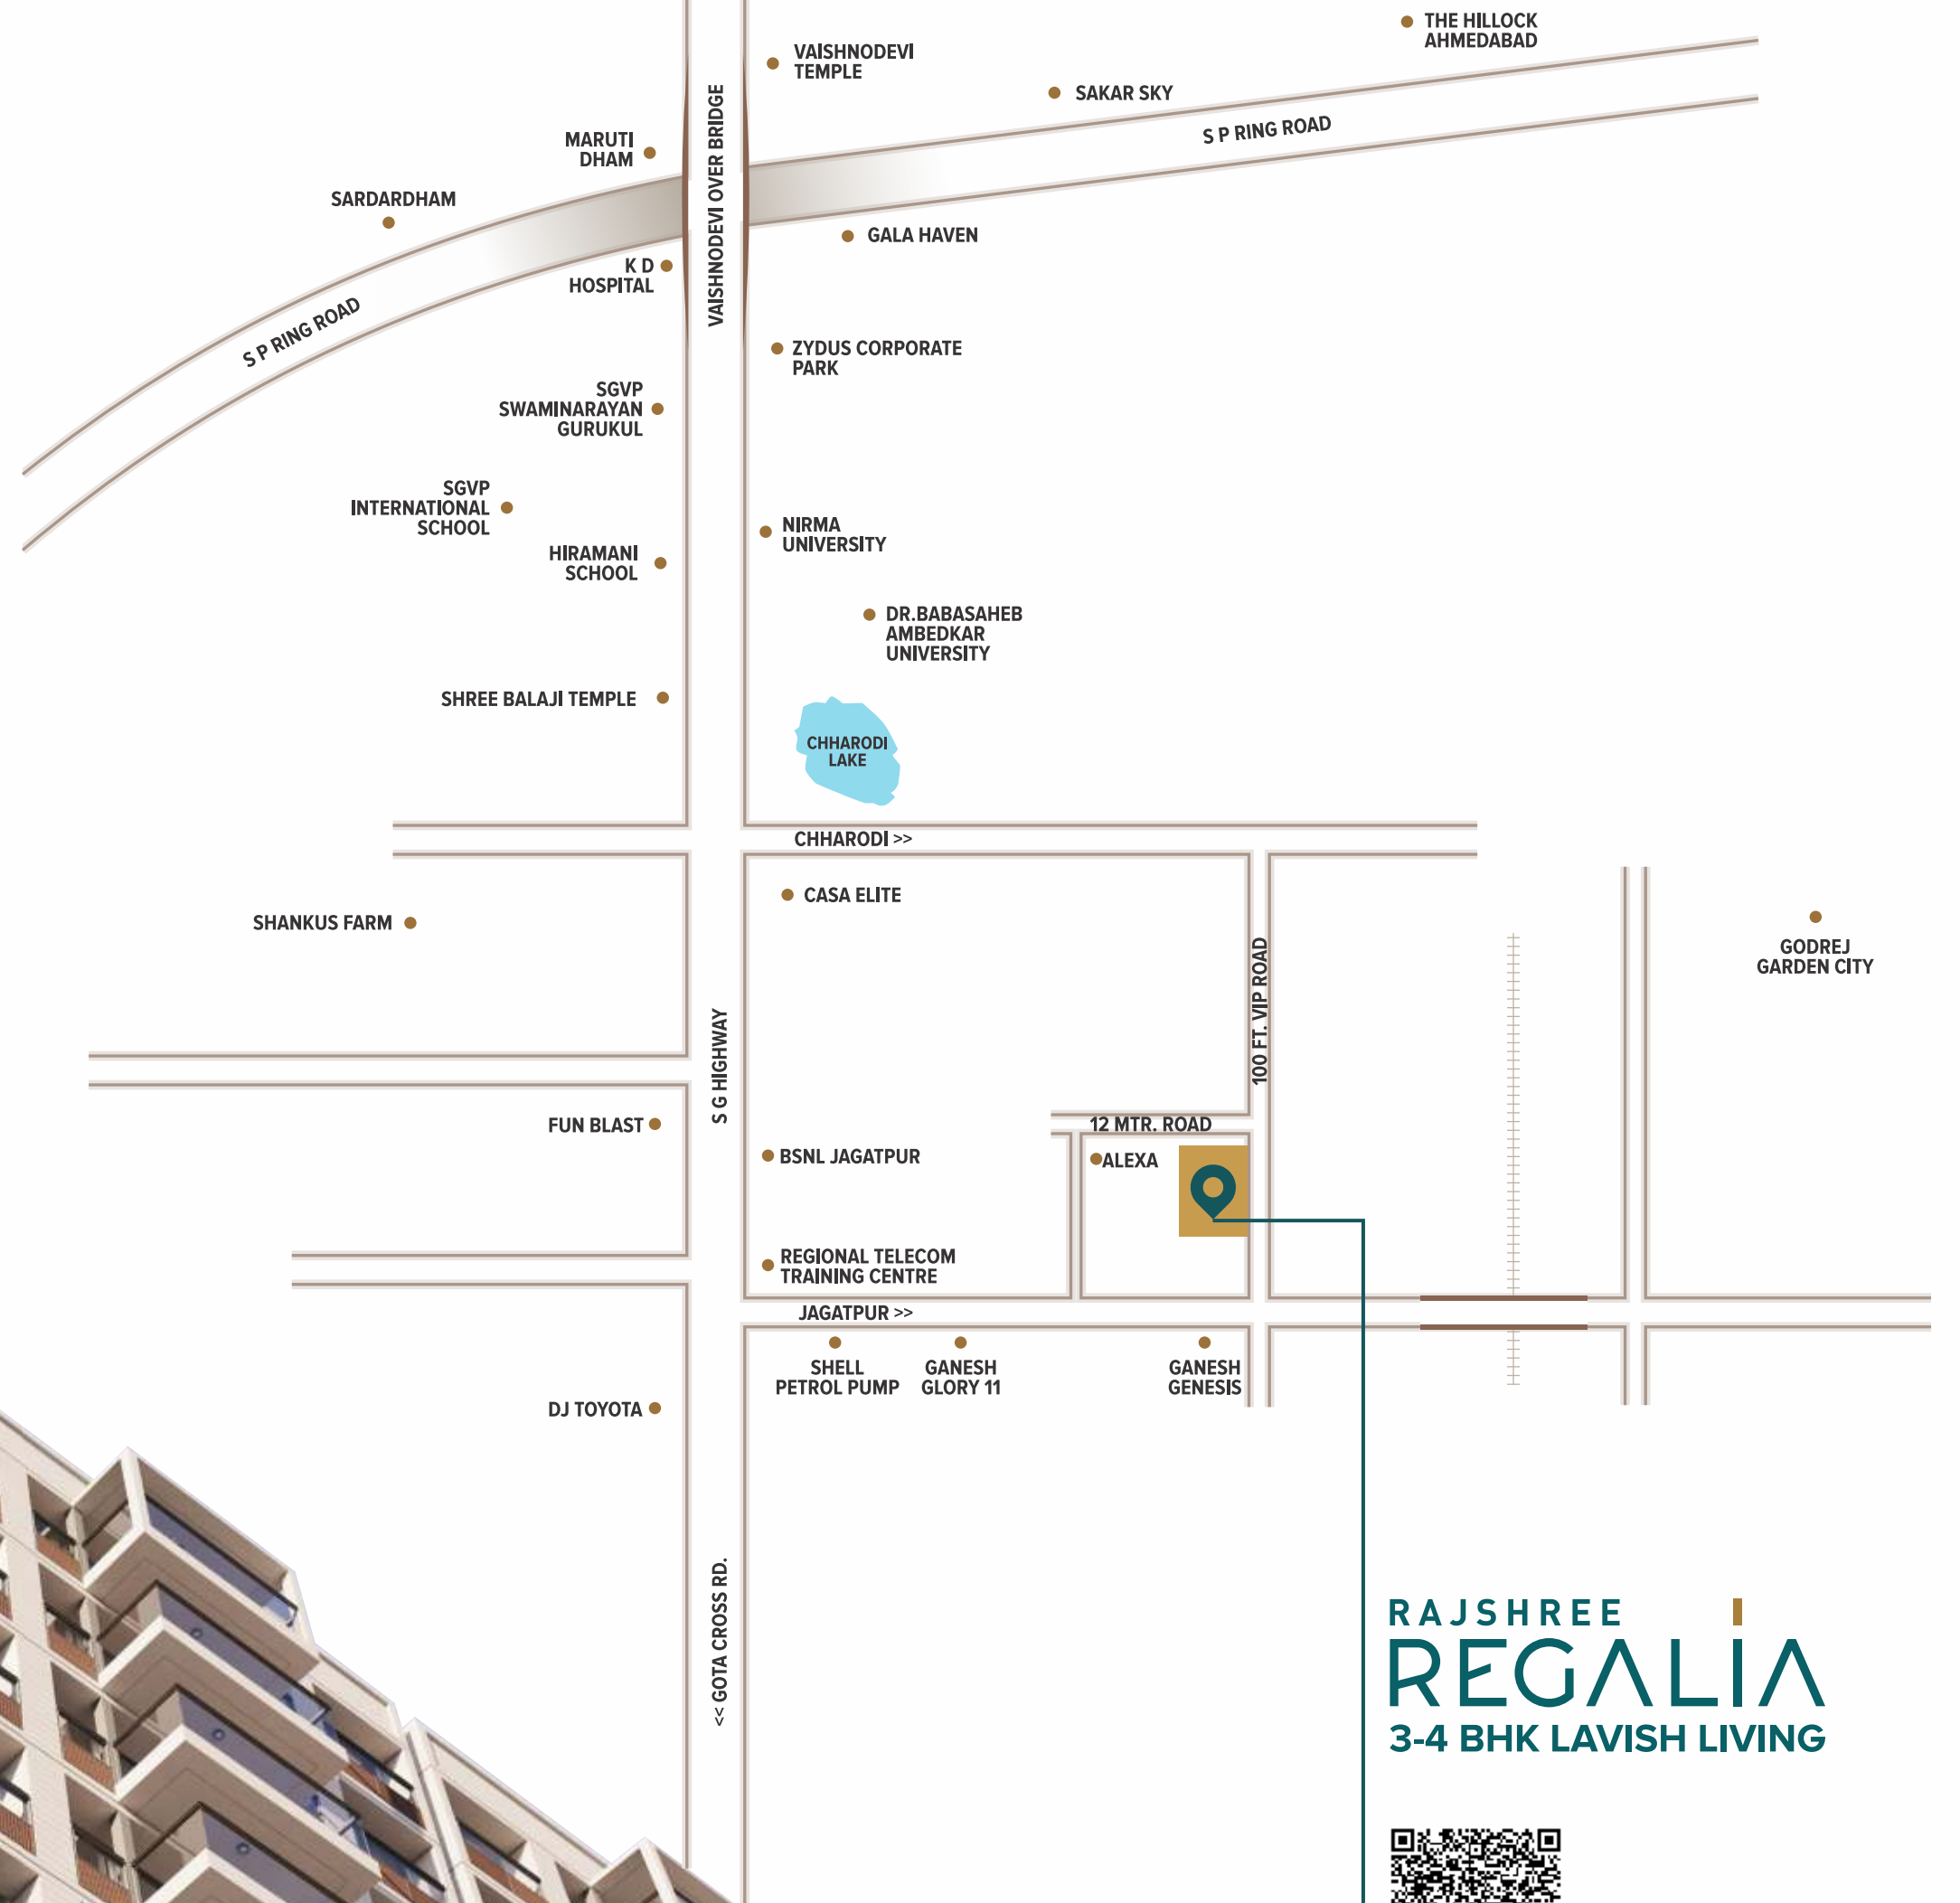 THE HILLOCK
AHMEDABAD
VAISHNODEVI
TEMPLE
SAKAR SKY
S P RING ROAD
MARUTI
DHAM
VAISHNODEVI OVER BRIDGE
SARDARDHAM
GALA HAVEN
K D
HOSPITAL
S P RING ROAD
ZYDUS CORPORATE
PARK
SGVP
SWAMINARAYAN
GURUKUL
SGVP
INTERNATIONAL
SCHOOL
NIRMA
UNIVERSITY
HIRAMANI
SCHOOL
DR.BABASAHEB
AMBEDKAR
UNIVERSITY
SHREE BALAJI TEMPLE
CHHARODI
LAKE
CHHARODI >>
CASA ELITE
SHANKUS FARM
GODREJ
GARDEN CITY
100 FT. VIP ROAD
S G HIGHWAY
FUN BLAST
12 MTR. ROAD
BSNL JAGATPUR
ALEXA
REGIONAL TELECOM
TRAINING CENTRE
JAGATPUR >>
SHELL
PETROL PUMP
GANESH
GLORY 11
GANESH
GENESIS
DJ TOYOTA
<< GOTA CROSS RD.
RAJSHREE
REGALIA
3-4 BHK LAVISH LIVING